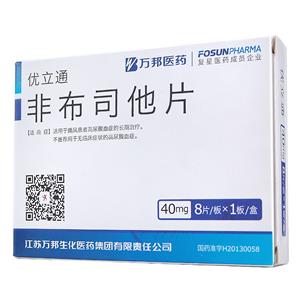 万邦医药
FOSUNPHARMA
复星医药成员企业
优立通
非布司他片
［适 应 症］适用于痛风患者高尿酸血症的长期治疗。
不推荐用于无临床症状的高尿酸血症。
40mg 8片/板×1板/盒
江苏万邦生化医药集团有限责任公司
国药准字H20130058